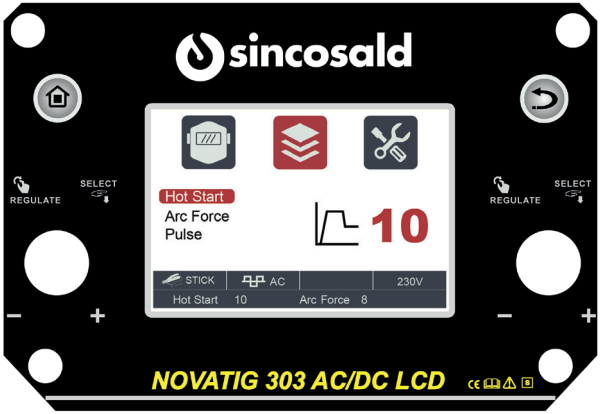 sincosald
SELECT
REGULATE
SELECT
REGULATE
Hot Start
Arc Force
Pulse
10
STICK AC 230V
Hot Start 10 Arc Force 8
− +
− +
NOVATIG 303 AC/DC LCD
CE S